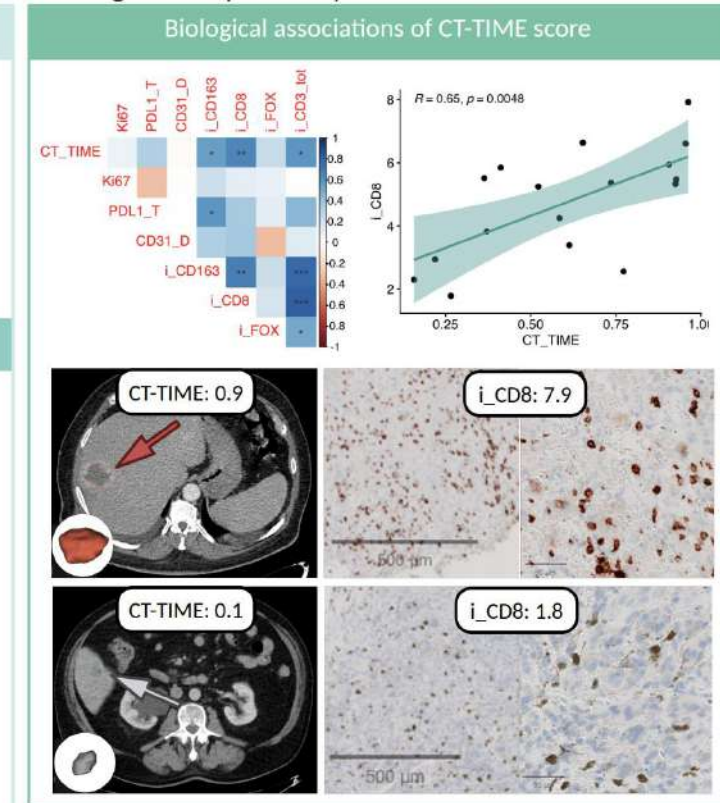 Biological associations of CT-TIME score
Ki67
PDL1_T
CD31_D
i_CD163
i_CD8
i_FOX
i_CD3_tot
CT_TIME
Ki67
PDL1_T
CD31_D
i_CD163
i_CD8
i_FOX
* ** *
*
** ***
***
*
1
0.8
0.6
0.4
0.2
0
-0.2
-0.4
-0.6
-0.8
-1
R = 0.65, p = 0.0048
i_CD8
8
6
4
2
0.25 0.50 0.75 1.0
CT_TIME
CT-TIME: 0.9
i_CD8: 7.9
500 µm
CT-TIME: 0.1
i_CD8: 1.8
500 µm